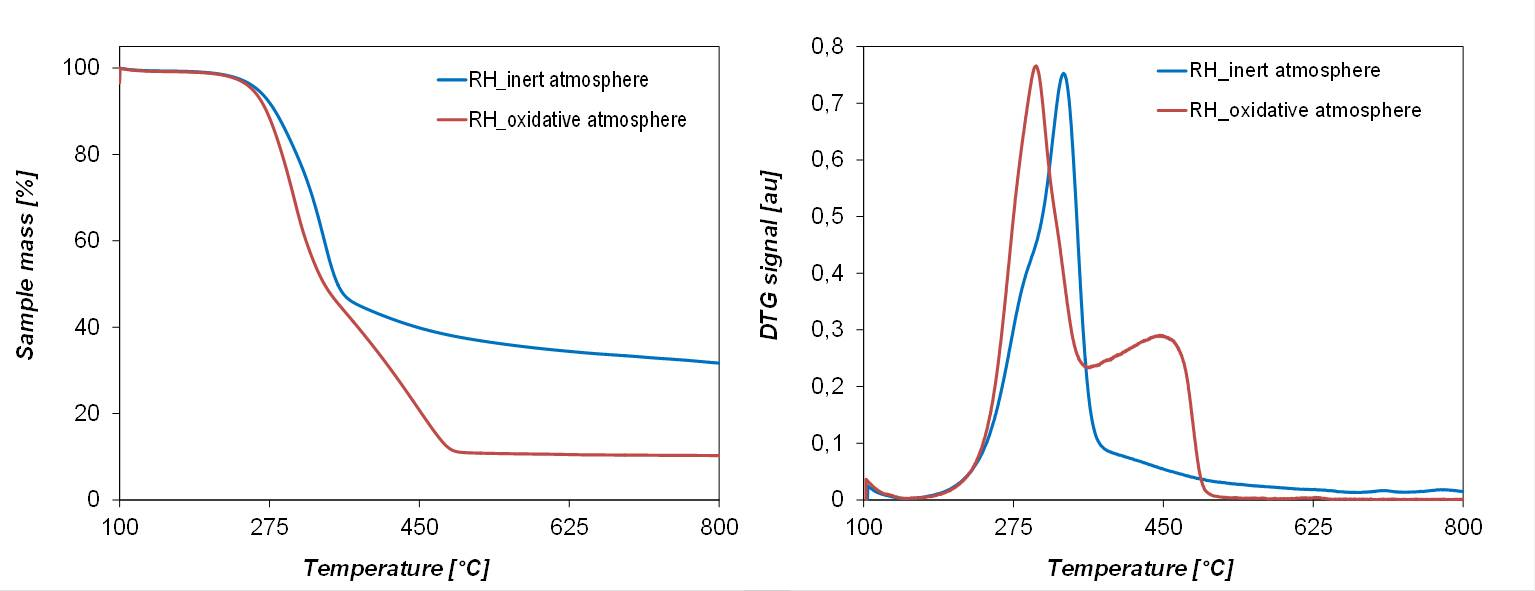 100
80
60
40
20
0
Sample mass [%]
RH_inert atmosphere
RH_oxidative atmosphere
100 275 450 625 800
Temperature [°C]
0,8
0,7
0,6
0,5
0,4
0,3
0,2
0,1
0
DTG signal [au]
RH_inert atmosphere
RH_oxidative atmosphere
100 275 450 625 800
Temperature [°C]